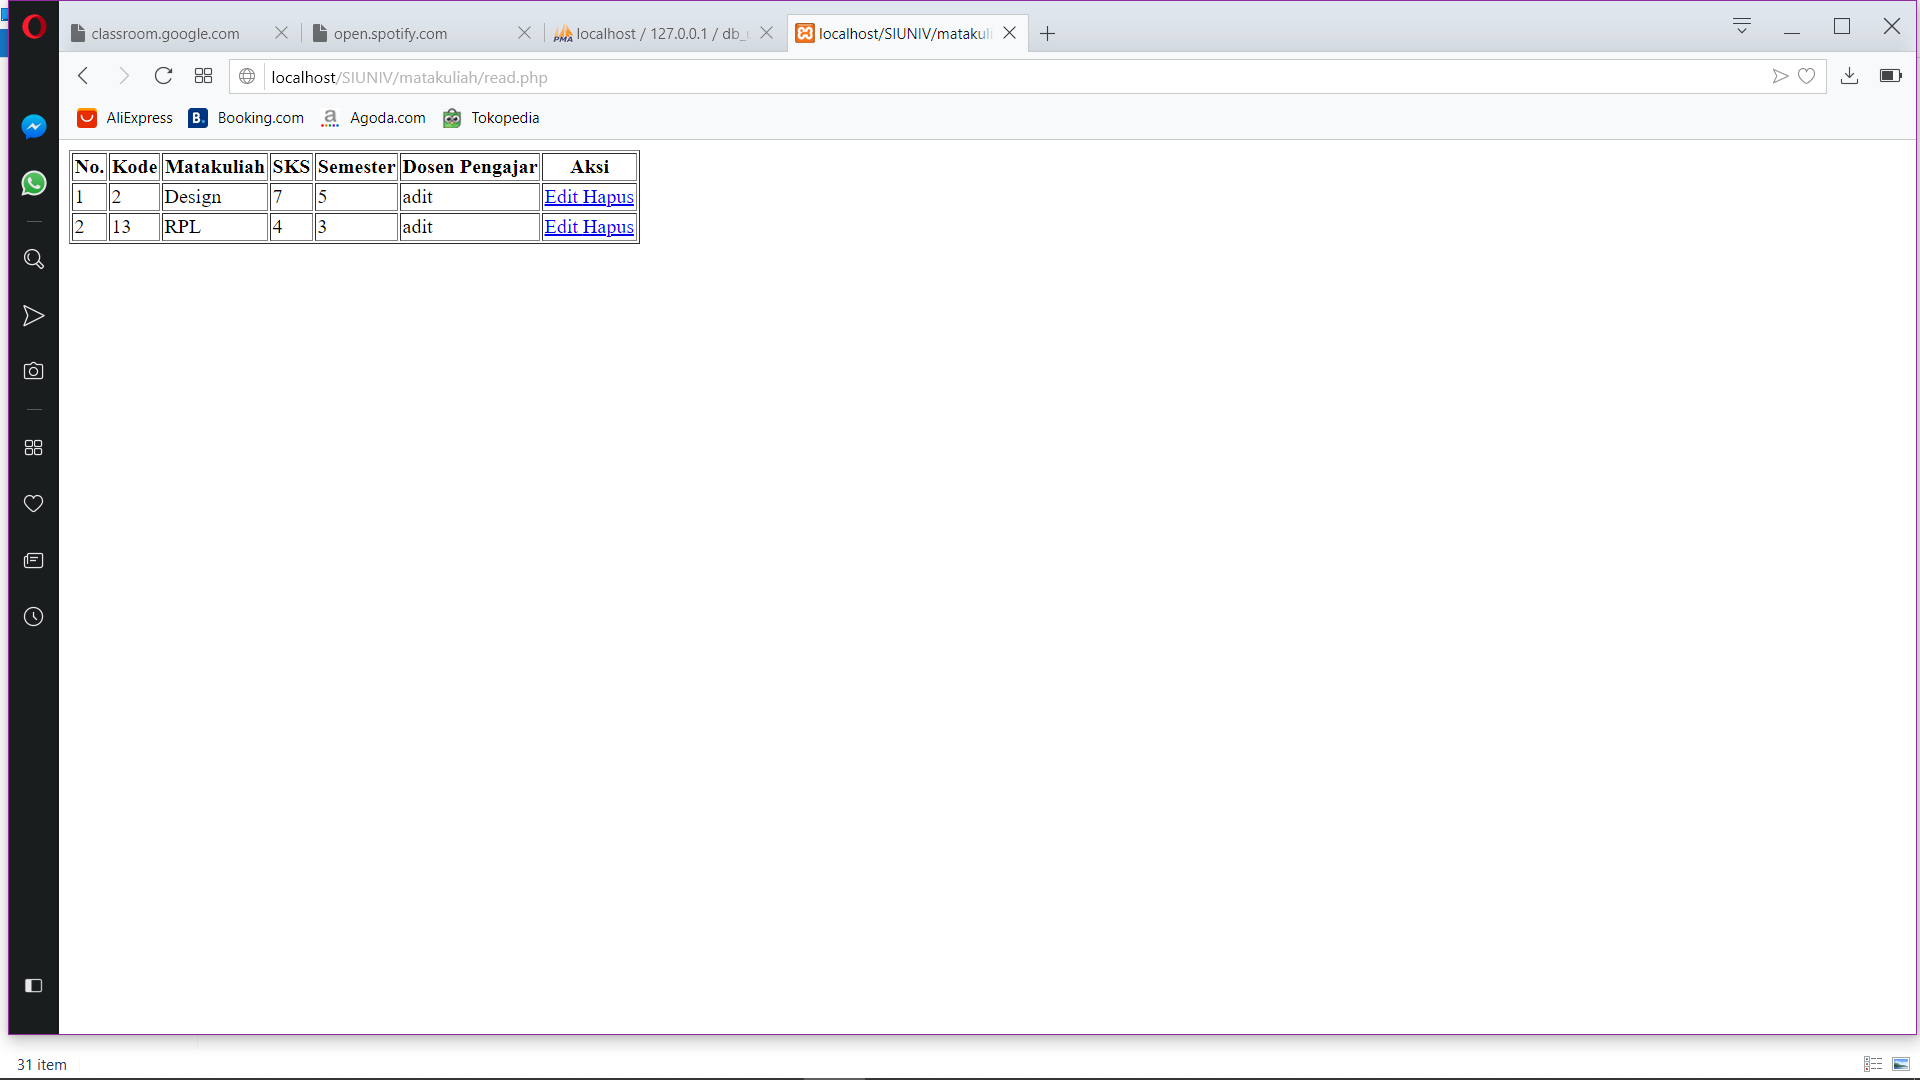 classroom.google.com
open.spotify.com
PMA localhost / 127.0.0.1 / db_
localhost/SIUNIV/matakuli
localhost/SIUNIV/matakuliah/read.php
AliExpress
B. Booking.com
a Agoda.com
Tokopedia
No. Kode Matakuliah SKS Semester Dosen Pengajar Aksi
1 2 Design 7 5 adit Edit Hapus
2 13 RPL 4 3 adit Edit Hapus
31 item